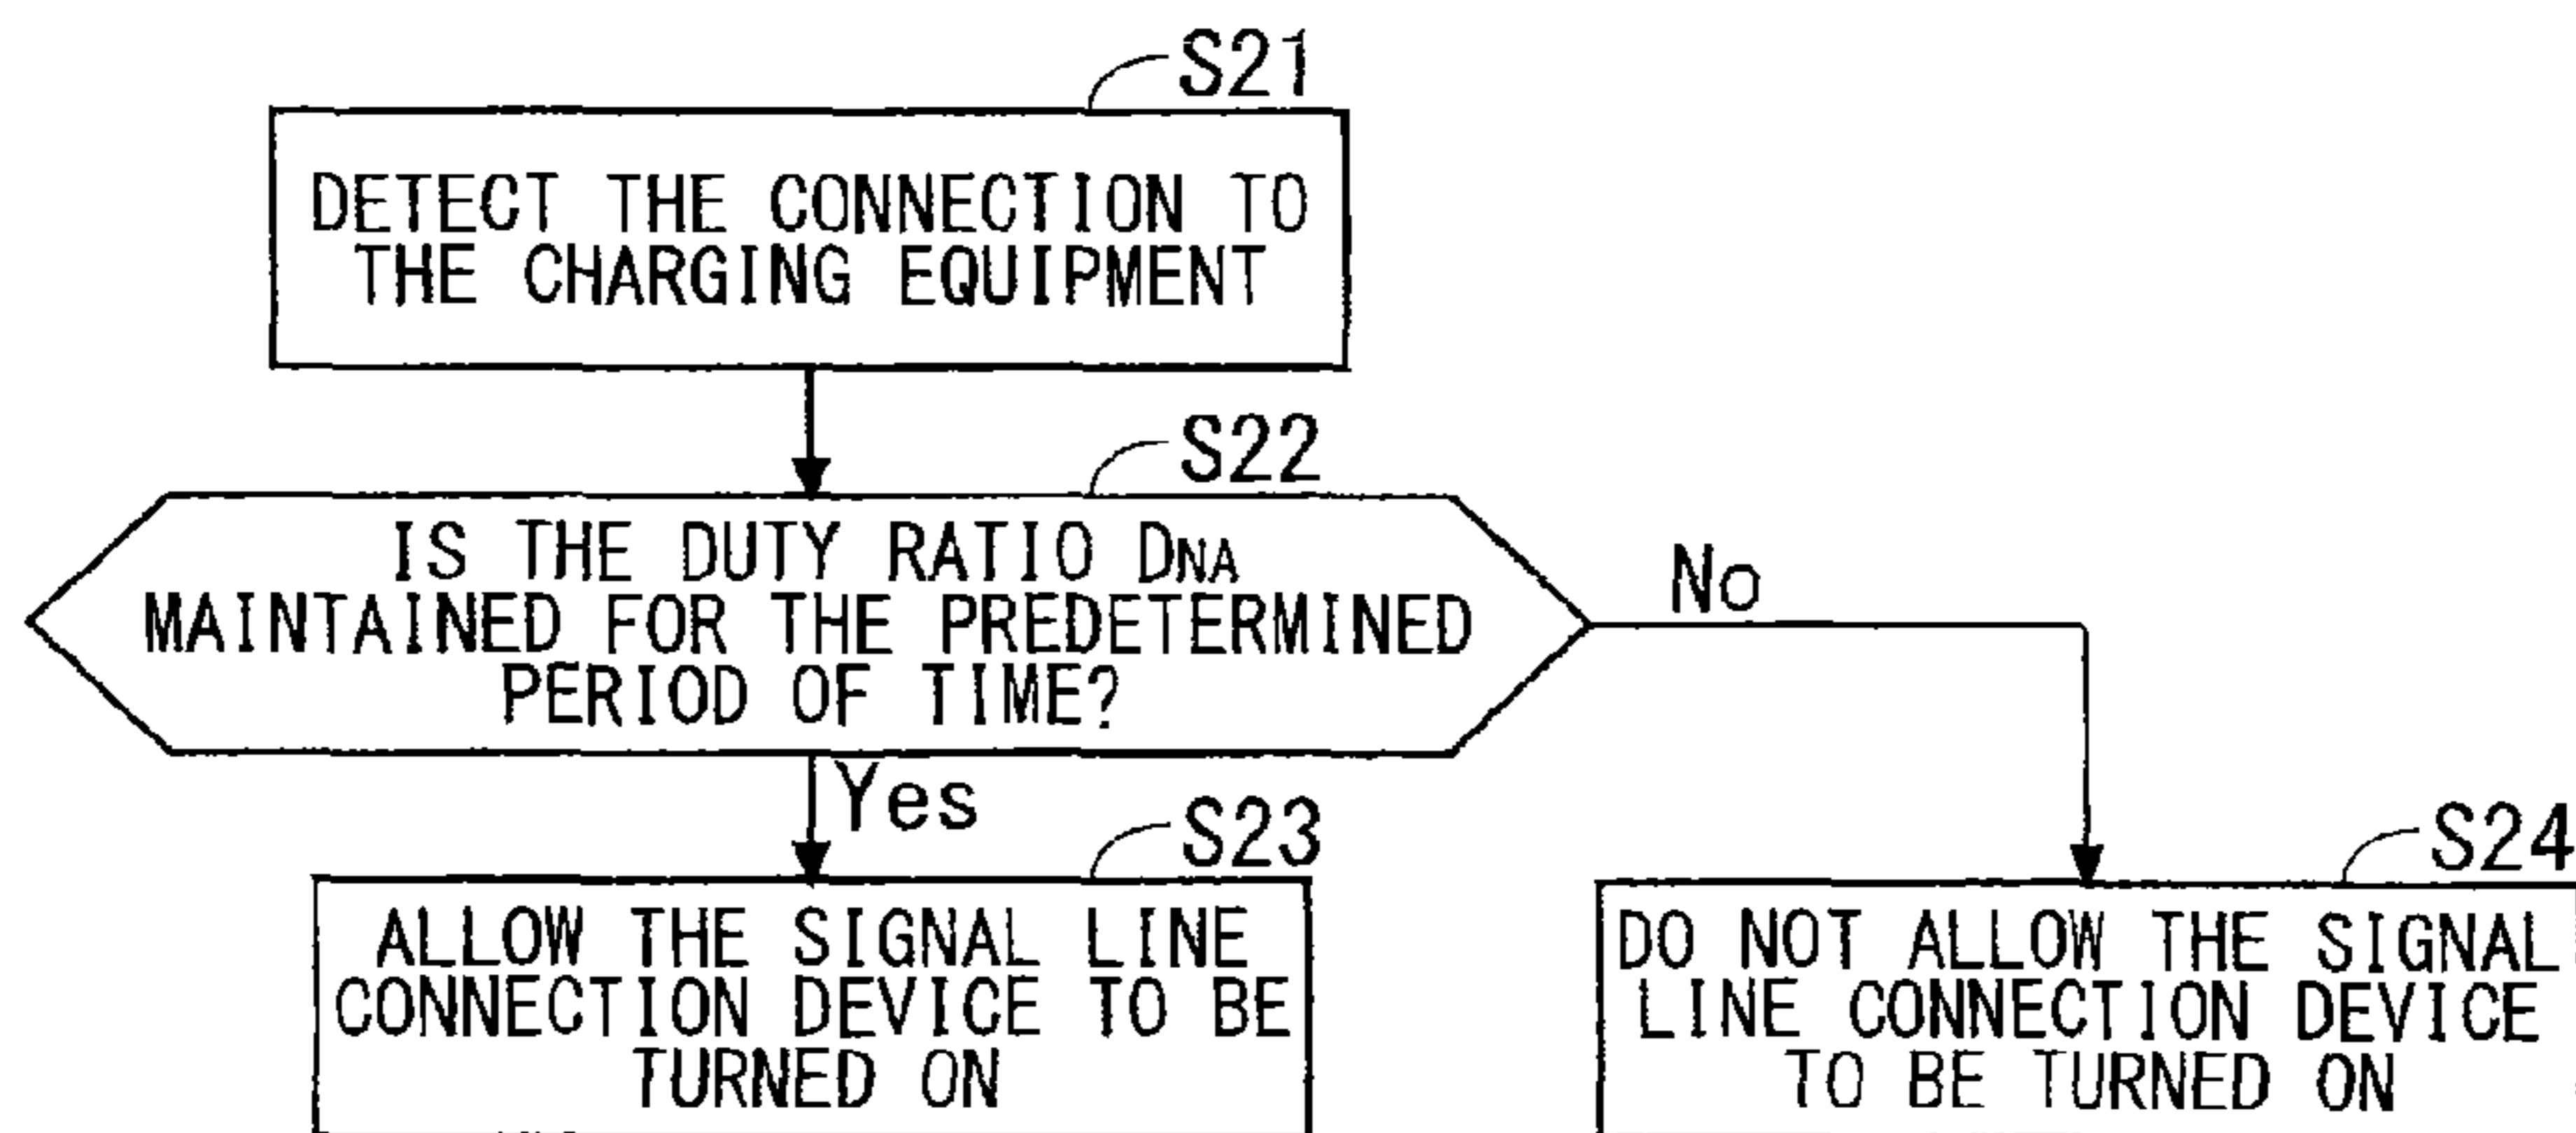 S21
DETECT THE CONNECTION TO
THE CHARGING EQUIPMENT
S22
IS THE DUTY RATIO DNA
MAINTAINED FOR THE PREDETERMINED
PERIOD OF TIME?
No
Yes
S23
ALLOW THE SIGNAL LINE
CONNECTION DEVICE TO BE
TURNED ON
S24
DO NOT ALLOW THE SIGNAL
LINE CONNECTION DEVICE
TO BE TURNED ON